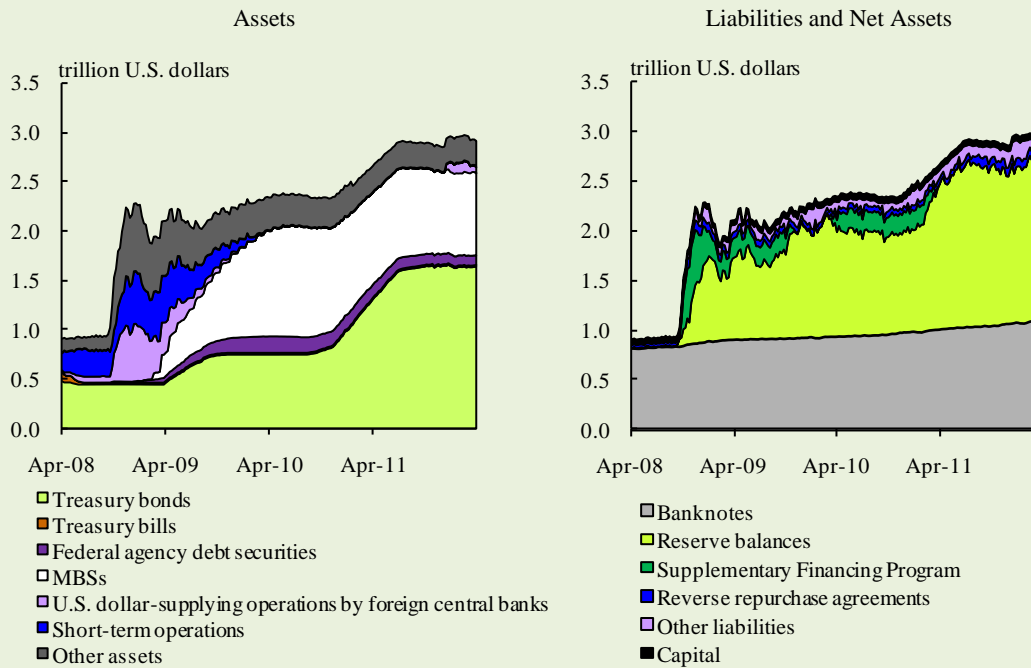 Assets
trillion U.S. dollars
3.5
3.0
2.5
2.0
1.5
1.0
0.5
0.0
Apr-08 Apr-09 Apr-10 Apr-11
Treasury bonds
Treasury bills
Federal agency debt securities
MBSs
U.S. dollar-supplying operations by foreign central banks
Short-term operations
Other assets
Liabilities and Net Assets
trillion U.S. dollars
3.5
3.0
2.5
2.0
1.5
1.0
0.5
0.0
Apr-08 Apr-09 Apr-10 Apr-11
Banknotes
Reserve balances
Supplementary Financing Program
Reverse repurchase agreements
Other liabilities
Capital